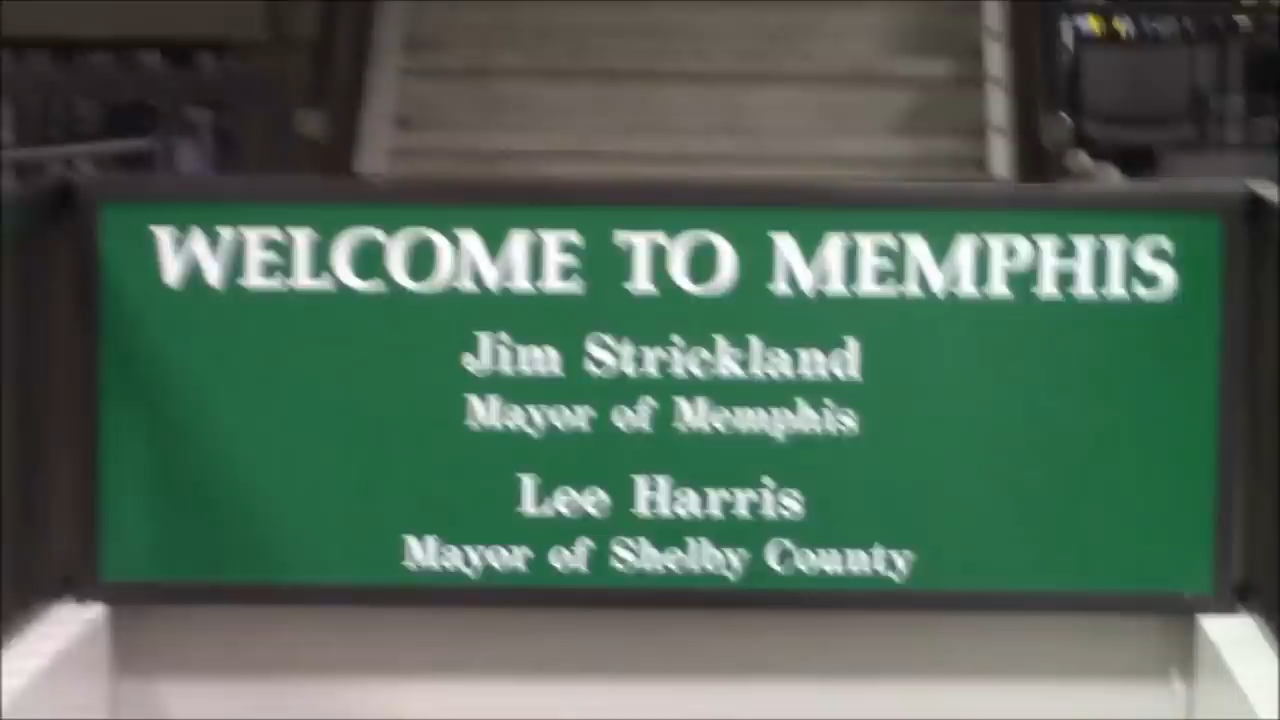 WELCOME TO MEMPHIS
Jim Strickland
Mayor of Memphis
Lee Harris
Mayor of Shelby County